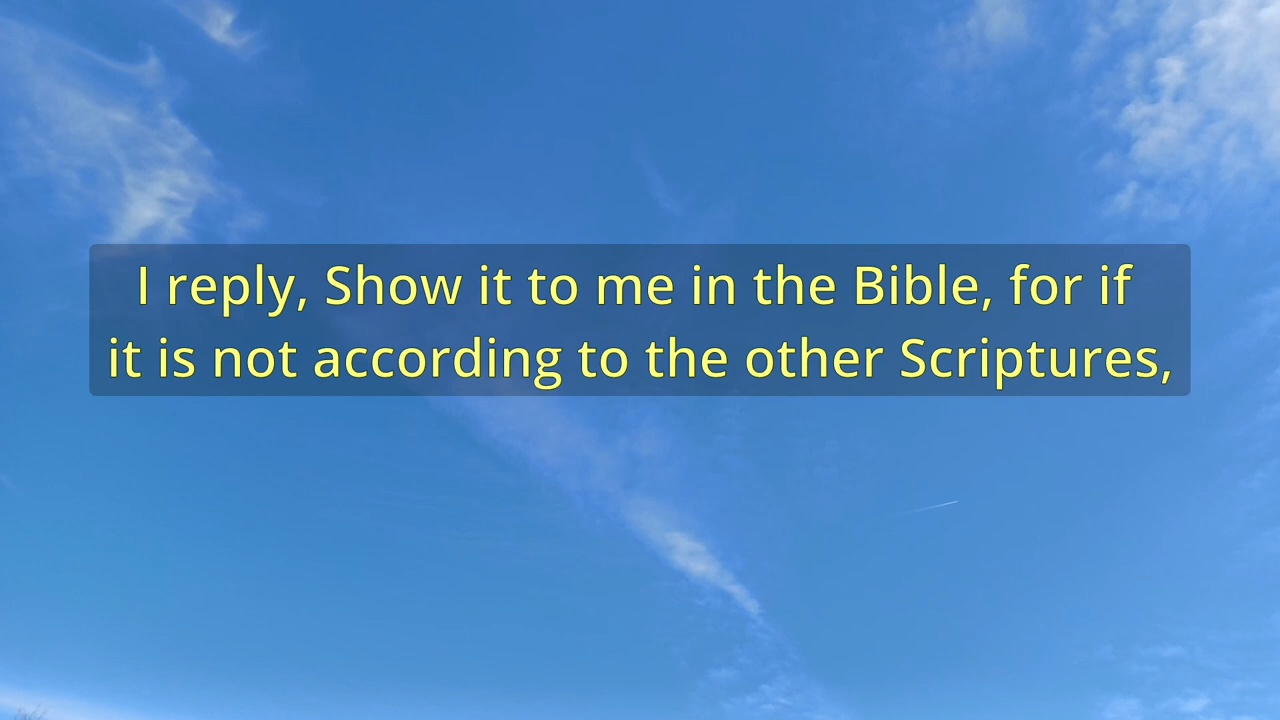 I reply, Show it to me in the Bible, for if
it is not according to the other Scriptures,